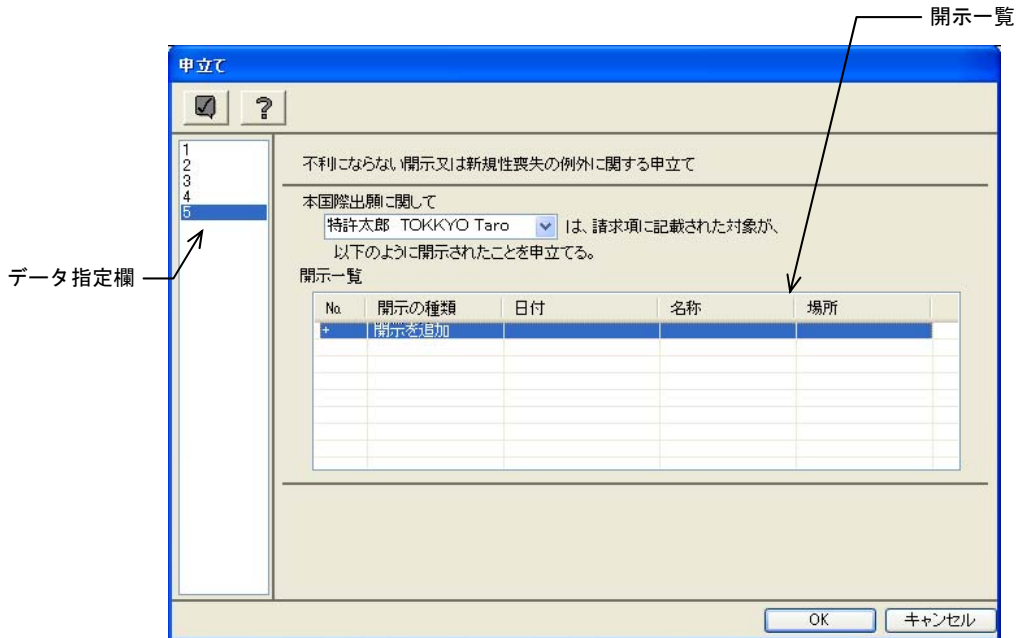 開示一覧
申立て
?
1
2
3
4
5
データ指定欄
不利にならない開示又は新規性喪失の例外に関する申立て
本国際出願に関して
特許太郎 TOKKYO Taro は、請求項に記載された対象が、
以下のように開示されたことを申立てる。
開示一覧
No. 開示の種類 日付 名称 場所
+ 開示を追加
OK キャンセル